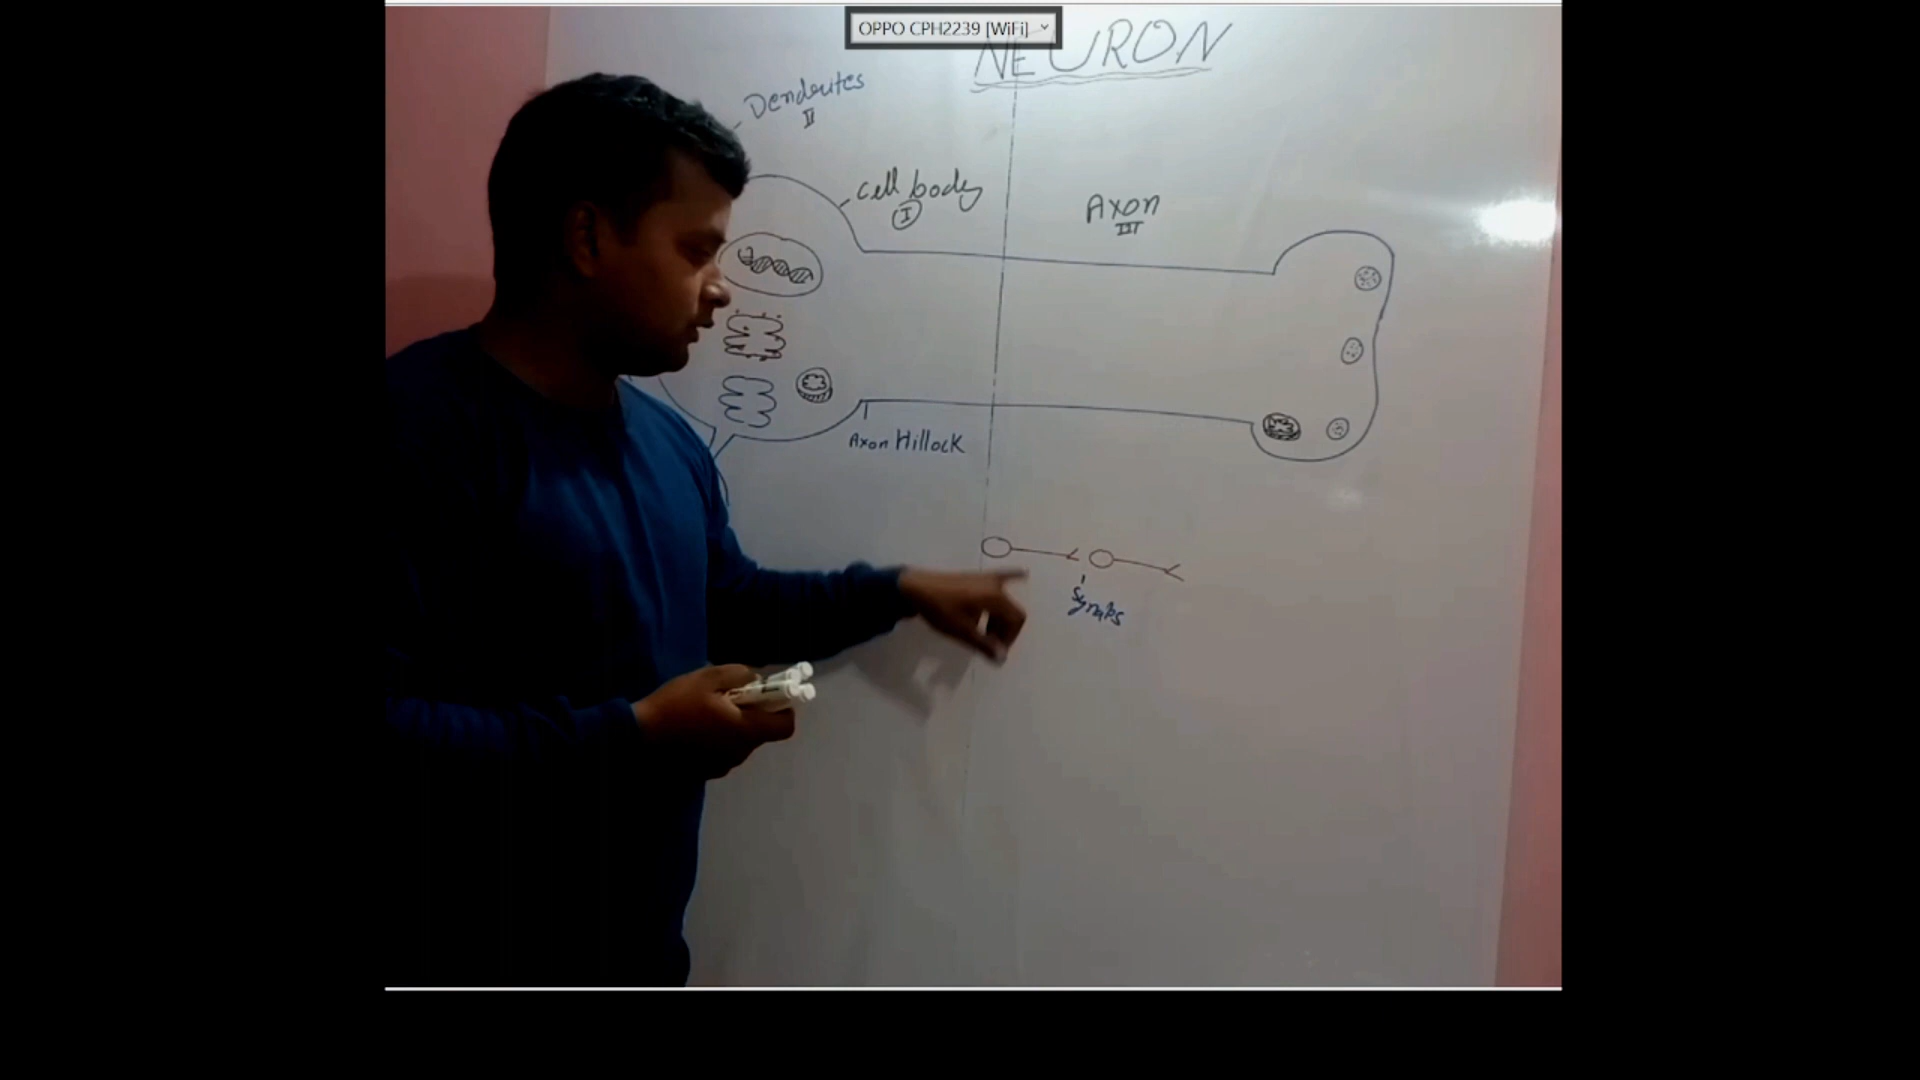 OPPO CPH2239 [WiFi]
NEURON
Dendrites
II
Cell body
I
Axon
III
Axon Hillock
Synaps